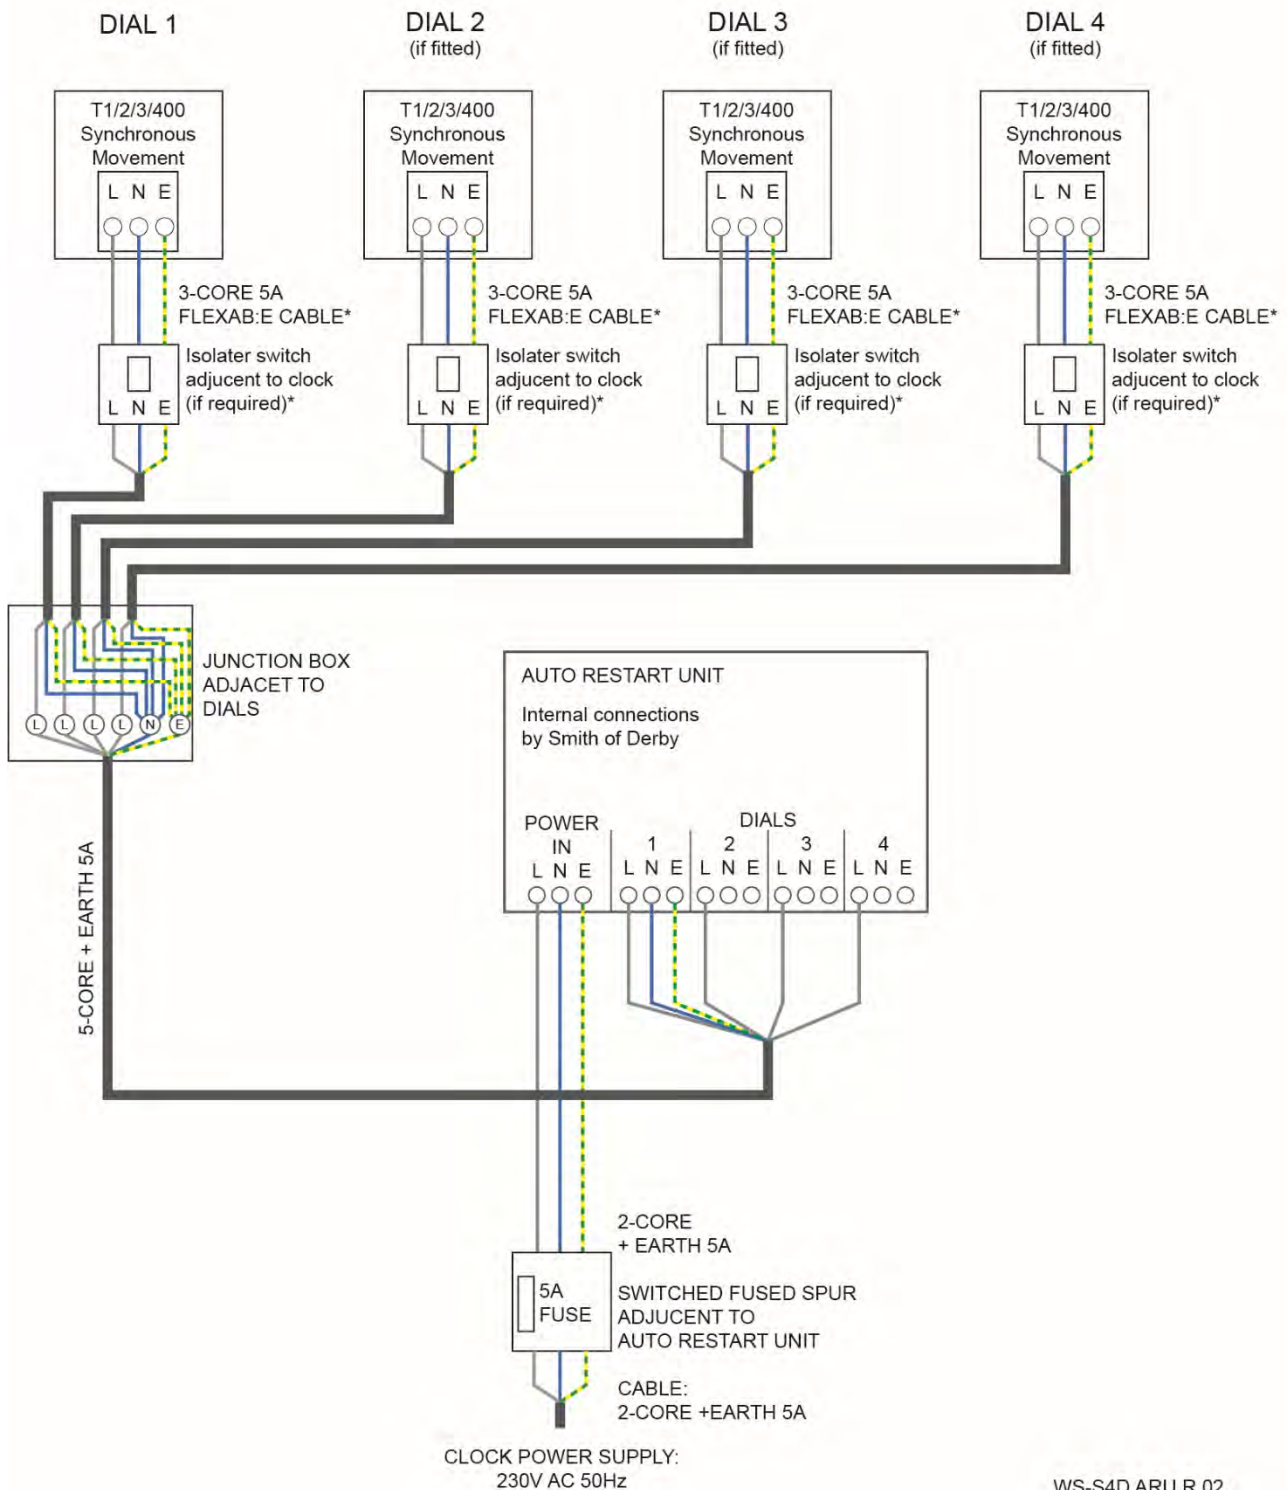 DIAL 1
DIAL 2
(if fitted)
DIAL 3
(if fitted)
DIAL 4
(if fitted)
T1/2/3/400
Synchronous
Movement
L N E
T1/2/3/400
Synchronous
Movement
L N E
T1/2/3/400
Synchronous
Movement
L N E
T1/2/3/400
Synchronous
Movement
L N E
3-CORE 5A
FLEXAB:E CABLE*
3-CORE 5A
FLEXAB:E CABLE*
3-CORE 5A
FLEXAB:E CABLE*
3-CORE 5A
FLEXAB:E CABLE*
Isolater switch
adjucent to clock
(if required)*
L N E
Isolater switch
adjucent to clock
(if required)*
L N E
Isolater switch
adjucent to clock
(if required)*
L N E
Isolater switch
adjucent to clock
(if required)*
L N E
JUNCTION BOX
ADJACET TO
DIALS
L L L L N E
5-CORE + EARTH 5A
AUTO RESTART UNIT
Internal connections
by Smith of Derby
POWER
IN
L N E
DIALS
1 2 3 4
L N E L N E L N E L N E
2-CORE
+ EARTH 5A
5A
FUSE
SWITCHED FUSED SPUR
ADJUCENT TO
AUTO RESTART UNIT
CABLE:
2-CORE +EARTH 5A
CLOCK POWER SUPPLY:
230V AC 50Hz
WS-S4D ARU R 02